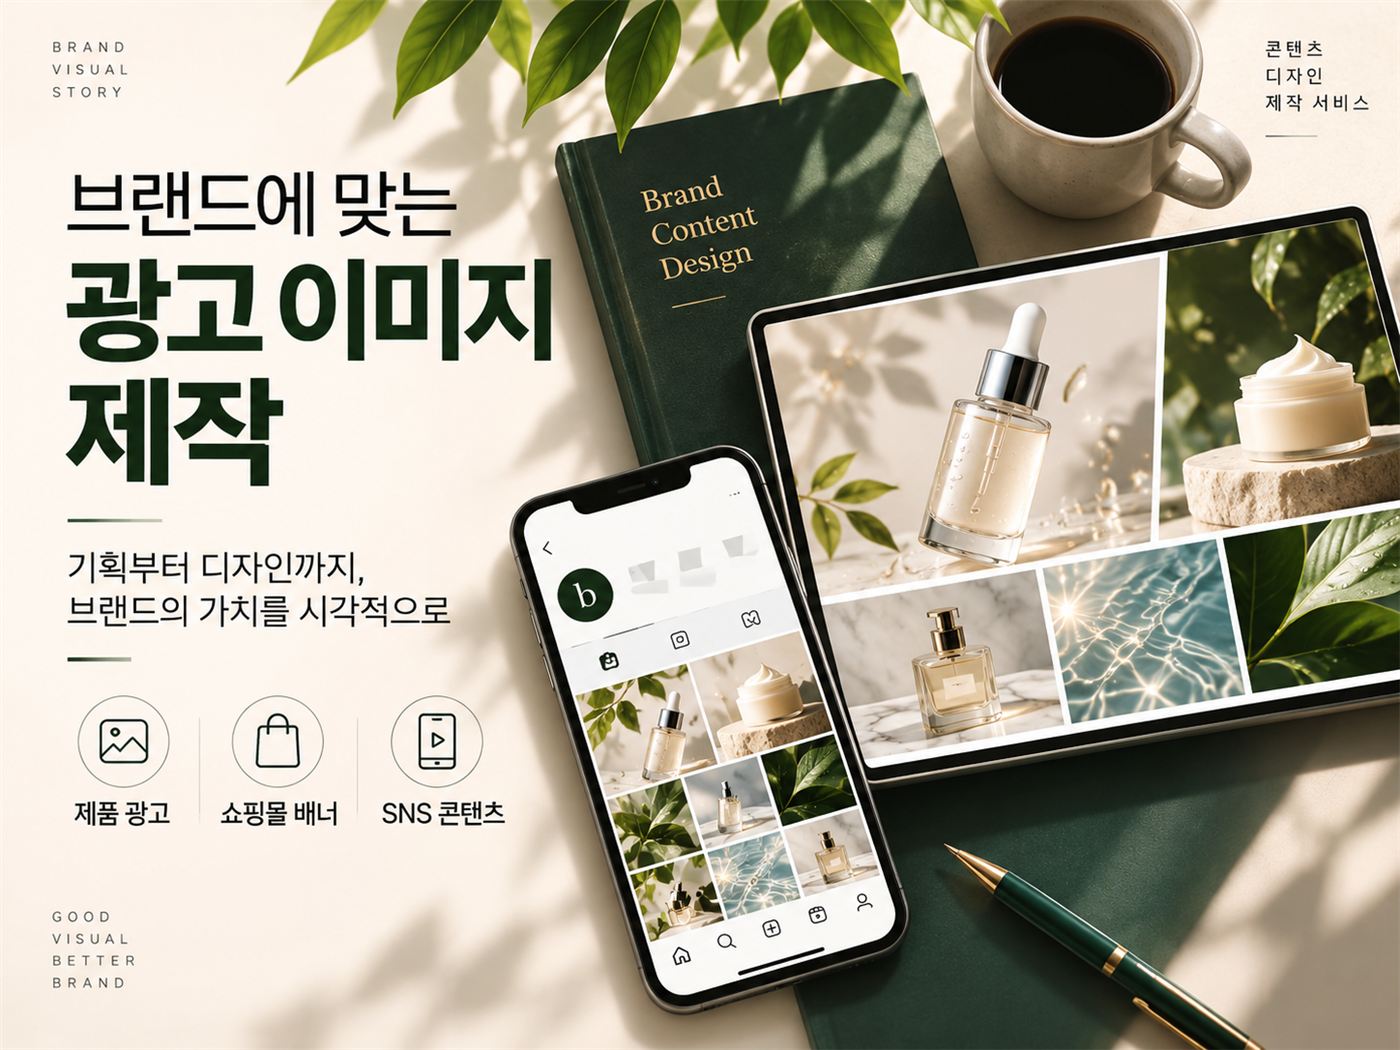 BRAND
VISUAL
STORY
콘텐츠
디자인
제작 서비스
브랜드에 맞는
광고 이미지
제작
Brand
Content
Design
기획부터 디자인까지,
브랜드의 가치를 시각적으로
b
제품 광고
쇼핑몰 배너
SNS 콘텐츠
GOOD
VISUAL
BETTER
BRAND